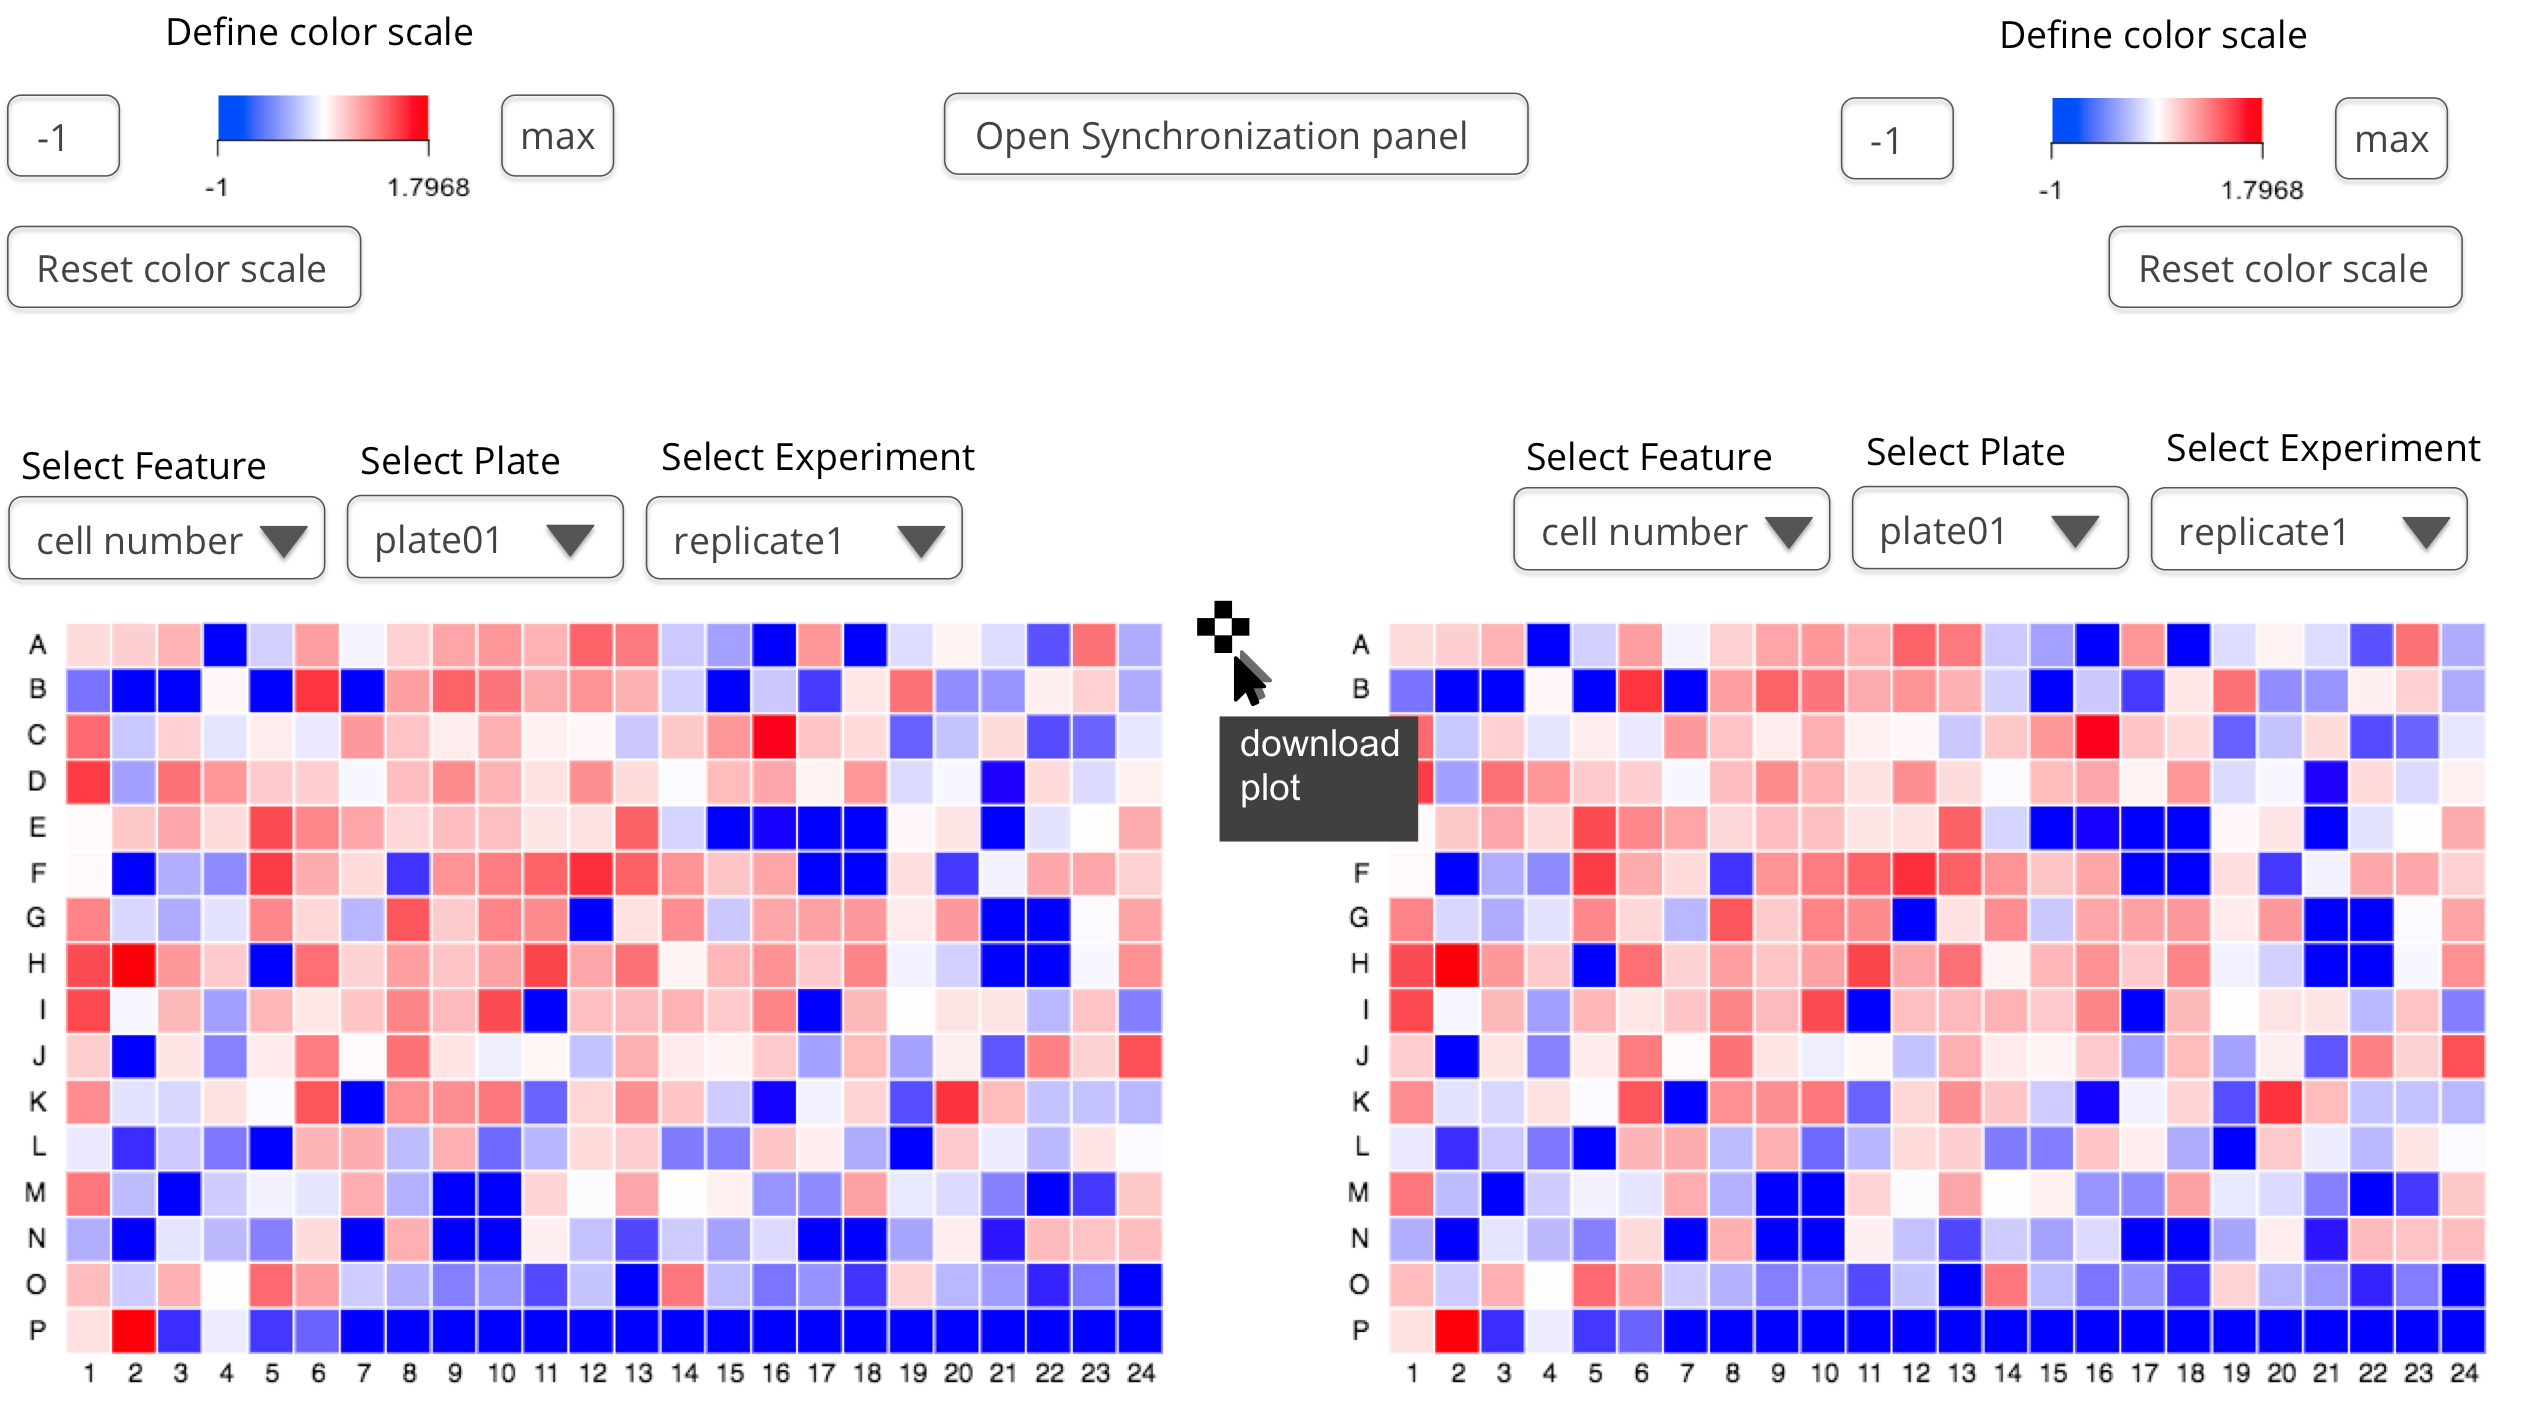 Define color scale
Define color scale
-1
max
Open Synchronization panel
-1
max
-1 1.7968
-1 1.7968
Reset color scale
Reset color scale
Select Feature
Select Plate
Select Experiment
Select Feature
Select Plate
Select Experiment
cell number
plate01
replicate1
cell number
plate01
replicate1
A
B
C
D
E
F
G
H
I
J
K
L
M
N
O
P
1 2 3 4 5 6 7 8 9 10 11 12 13 14 15 16 17 18 19 20 21 22 23 24
download
plot
A
B
F
G
H
I
J
K
L
M
N
O
P
1 2 3 4 5 6 7 8 9 10 11 12 13 14 15 16 17 18 19 20 21 22 23 24